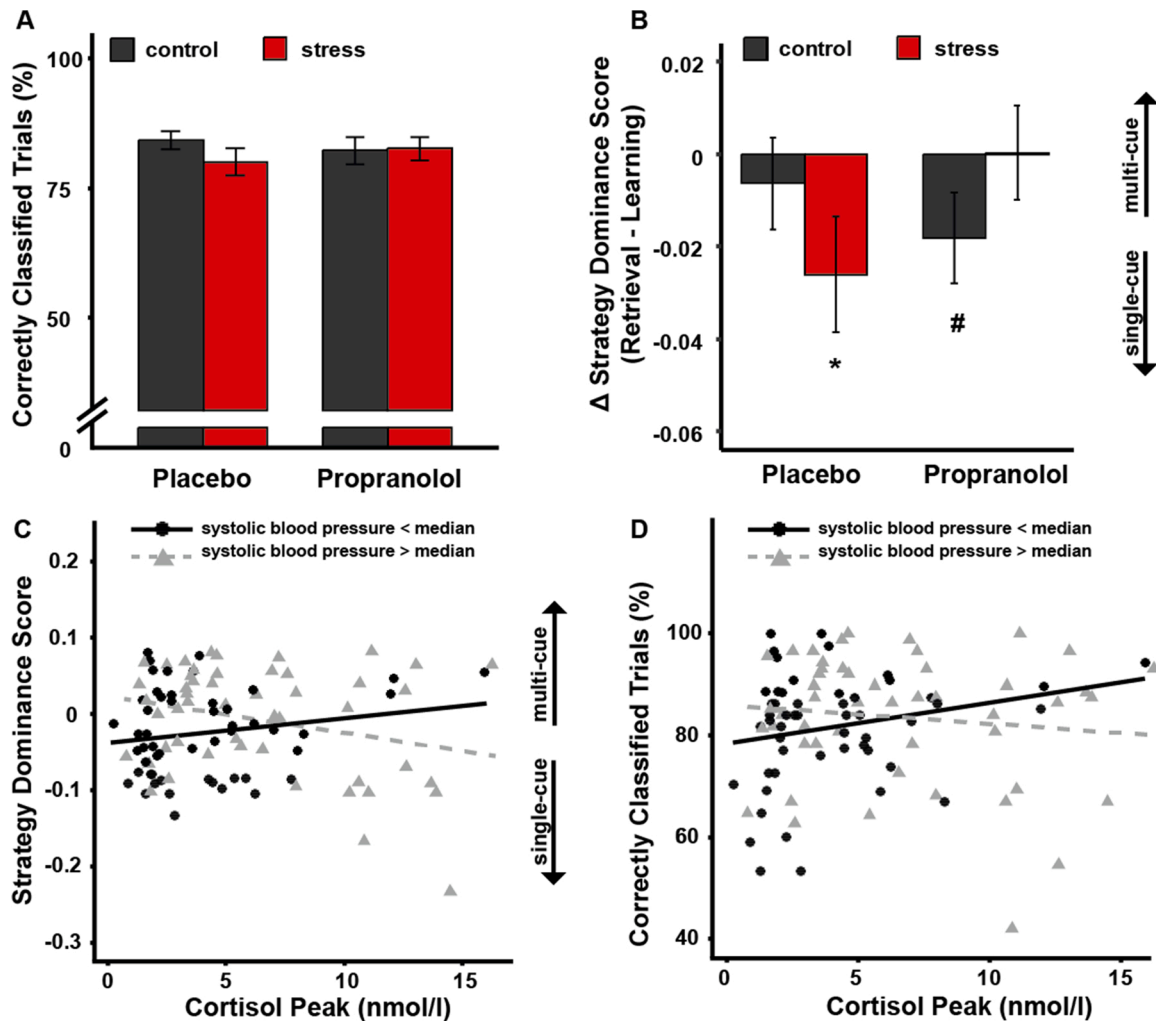 A
control stress
Correctly Classified Trials (%)
100
75
50
0
Placebo Propranolol
B
control stress
Δ Strategy Dominance Score
(Retrieval - Learning)
0.02
0
-0.02
-0.04
-0.06
*
#
multi-cue
single-cue
Placebo Propranolol
C
systolic blood pressure < median
systolic blood pressure > median
Strategy Dominance Score
0.2
0.1
0
-0.1
-0.2
-0.3
multi-cue
single-cue
0 5 10 15
Cortisol Peak (nmol/l)
D
systolic blood pressure < median
systolic blood pressure > median
Correctly Classified Trials (%)
100
80
60
40
0 5 10 15
Cortisol Peak (nmol/l)